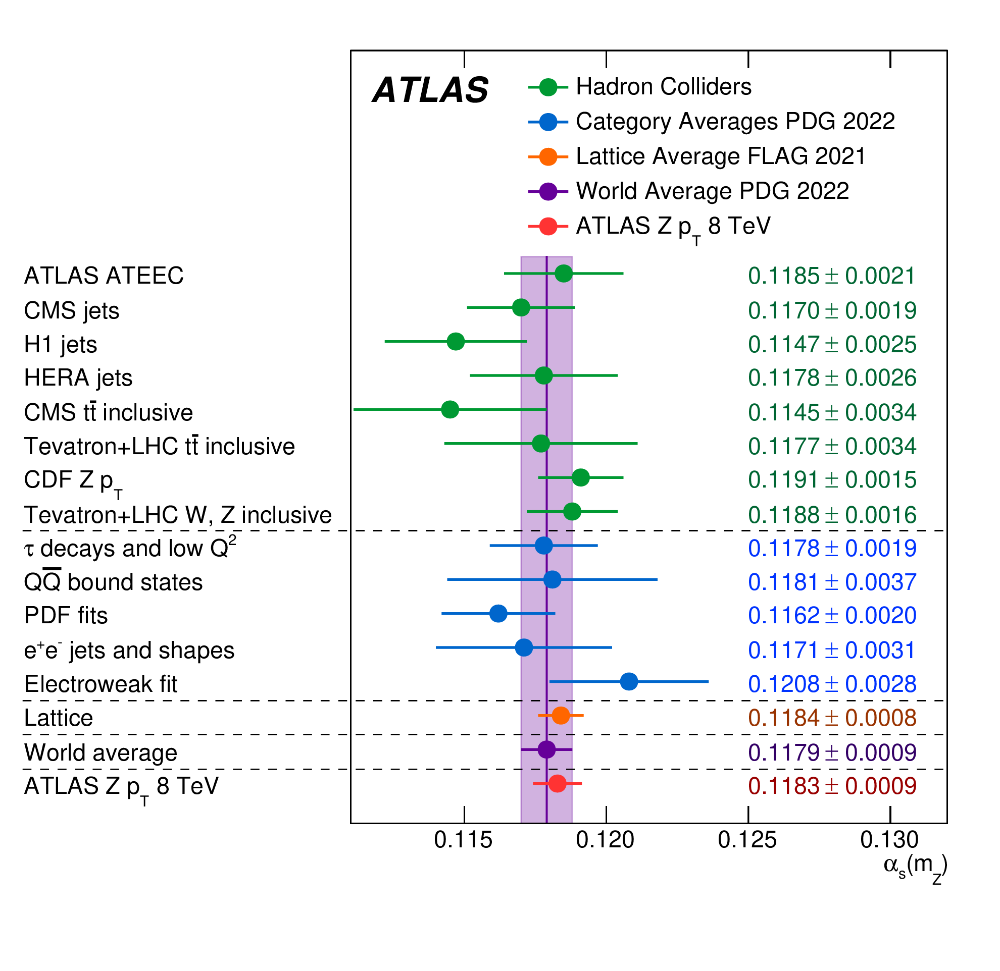 ATLAS
Hadron Colliders
Category Averages PDG 2022
Lattice Average FLAG 2021
World Average PDG 2022
ATLAS Z p_T 8 TeV
ATLAS ATEEC 0.1185 ± 0.0021
CMS jets 0.1170 ± 0.0019
H1 jets 0.1147 ± 0.0025
HERA jets 0.1178 ± 0.0026
CMS tt̄ inclusive 0.1145 ± 0.0034
Tevatron+LHC tt̄ inclusive 0.1177 ± 0.0034
CDF Z p_T 0.1191 ± 0.0015
Tevatron+LHC W, Z inclusive 0.1188 ± 0.0016
τ decays and low Q² 0.1178 ± 0.0019
QQ̄ bound states 0.1181 ± 0.0037
PDF fits 0.1162 ± 0.0020
e⁺e⁻ jets and shapes 0.1171 ± 0.0031
Electroweak fit 0.1208 ± 0.0028
Lattice 0.1184 ± 0.0008
World average 0.1179 ± 0.0009
ATLAS Z p_T 8 TeV 0.1183 ± 0.0009
0.115 0.120 0.125 0.130
α_s(m_Z)